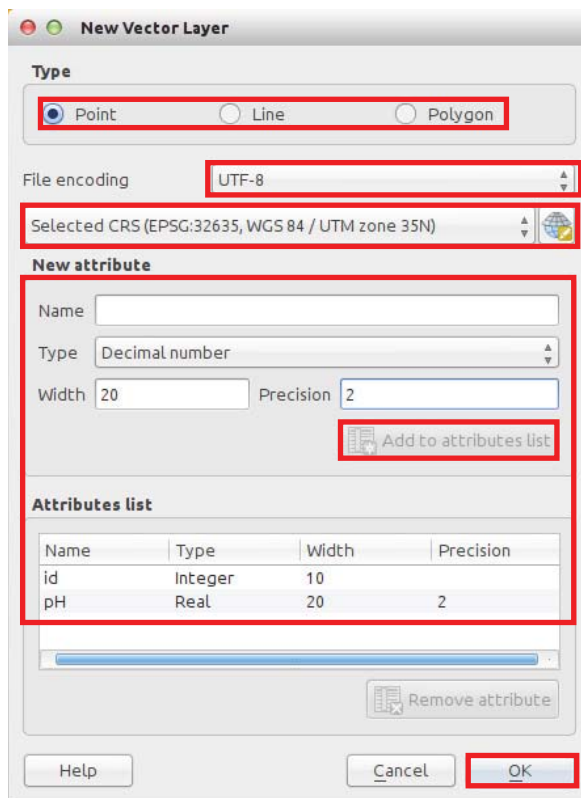 New Vector Layer
Type
Point Line Polygon
File encoding UTF-8
Selected CRS (EPSG:32635, WGS 84 / UTM zone 35N)
New attribute
Name
Type Decimal number
Width 20 Precision 2
Add to attributes list
Attributes list
Name Type Width Precision
id Integer 10
pH Real 20 2
Remove attribute
Help Cancel OK